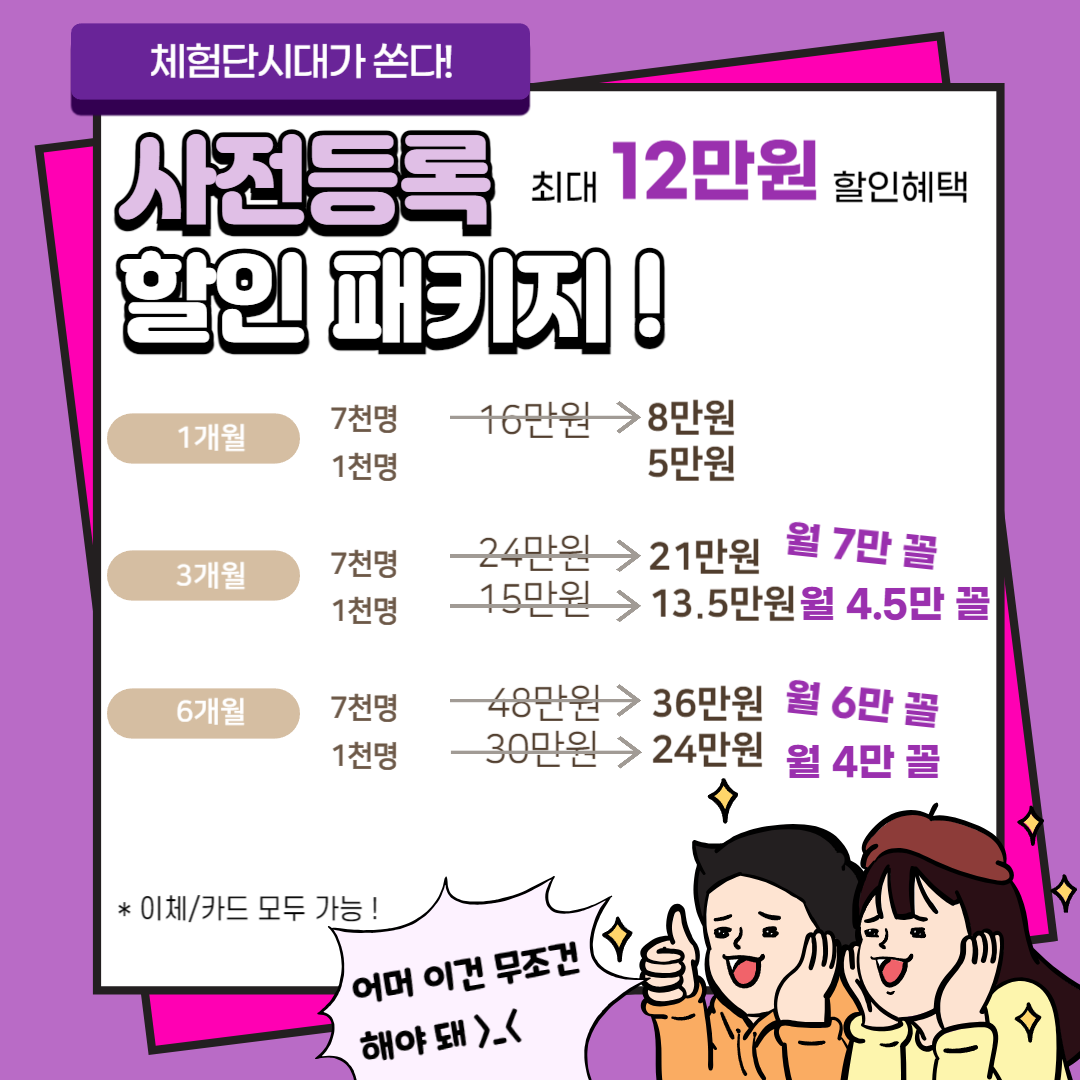 체험단시대가 쏜다!
사전등록 최대 12만원 할인혜택
할인 패키지 !
1개월 7천명 16만원 8만원
1천명 5만원
3개월 7천명 24만원 21만원 월 7만 꼴
1천명 15만원 13.5만원 월 4.5만 꼴
6개월 7천명 48만원 36만원 월 6만 꼴
1천명 30만원 24만원 월 4만 꼴
* 이체/카드 모두 가능 !
어머 이건 무조건
해야 돼 >_<